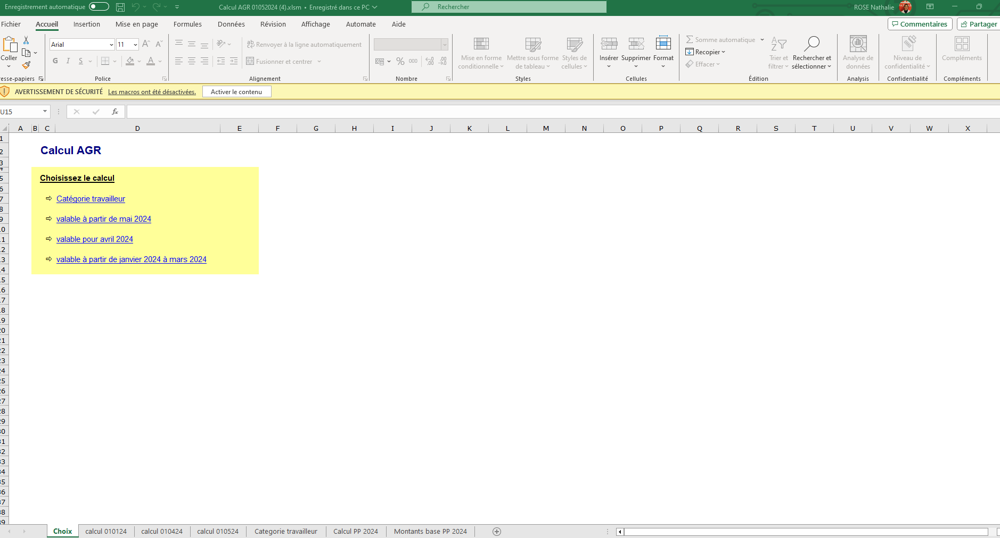 Enregistrement automatique
Calcul AGR 01052024 (4).xlsm • Enregistré dans ce PC
Rechercher
ROSE Nathalie
Fichier Accueil Insertion Mise en page Formules Données Révision Affichage Automate Aide
Commentaires Partager
Coller
Arial 11
G I S
Renvoyer à la ligne automatiquement
Fusionner et centrer
% 000
Mise en forme conditionnelle
Mettre sous forme de tableau
Styles de cellules
Insérer Supprimer Format
Somme automatique
Recopier
Effacer
Trier et filtrer
Rechercher et sélectionner
Analyse de données
Niveau de confidentialité
Compléments
resse-papiers Police Alignement Nombre Styles Cellules Édition Analysis Confidentialité Compléments
AVERTISSEMENT DE SÉCURITÉ Les macros ont été désactivées. Activer le contenu
U15 fx
A B C D E F G H I J K L M N O P Q R S T U V W X
Calcul AGR
Choisissez le calcul
⇨ Catégorie travailleur
⇨ valable à partir de mai 2024
⇨ valable pour avril 2024
⇨ valable à partir de janvier 2024 à mars 2024
Choix calcul 010124 calcul 010424 calcul 010524 Categorie travailleur Calcul PP 2024 Montants base PP 2024